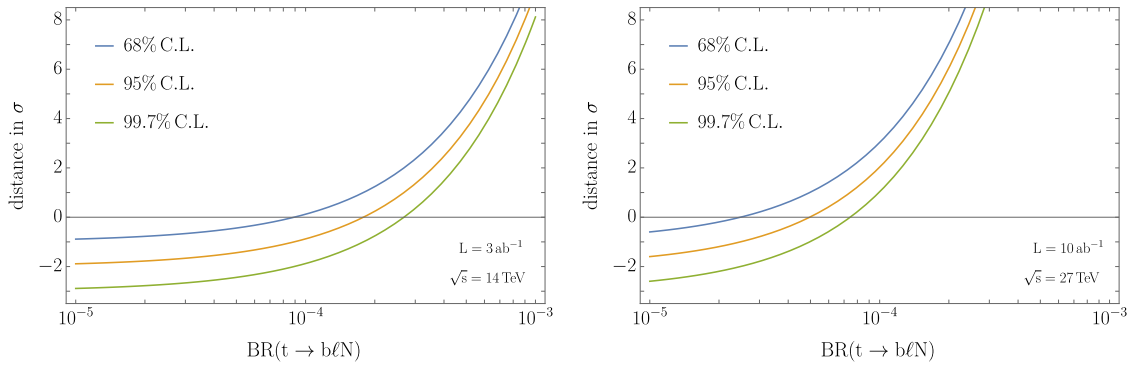 distance in σ
8
6
4
2
0
−2
68% C.L.
95% C.L.
99.7% C.L.
L = 3 ab⁻¹
√s = 14 TeV
10⁻⁵ 10⁻⁴ 10⁻³
BR(t → bℓN)
distance in σ
8
6
4
2
0
−2
68% C.L.
95% C.L.
99.7% C.L.
L = 10 ab⁻¹
√s = 27 TeV
10⁻⁵ 10⁻⁴ 10⁻³
BR(t → bℓN)